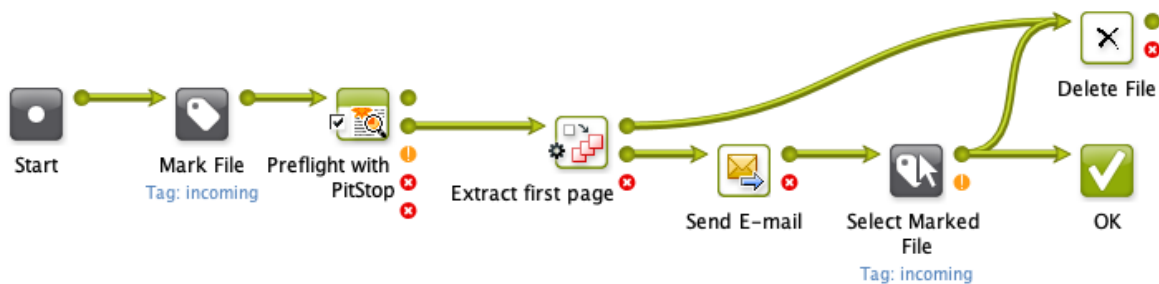 Delete File
Start
Mark File
Tag: incoming
Preflight with
PitStop
Extract first page
Send E-mail
Select Marked
File
Tag: incoming
OK